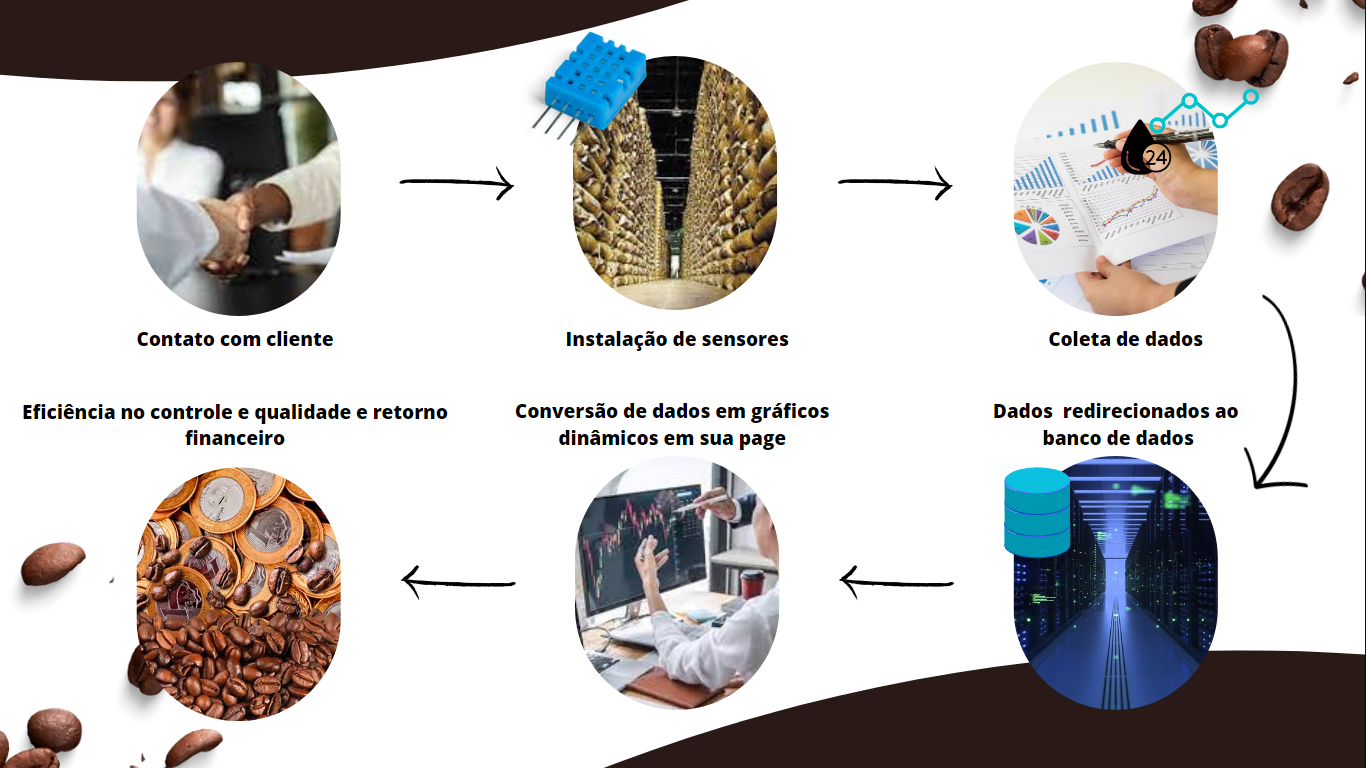 24
Contato com cliente
Instalação de sensores
Coleta de dados
Eficiência no controle e qualidade e retorno
financeiro
Conversão de dados em gráficos
dinâmicos em sua page
Dados  redirecionados ao
banco de dados